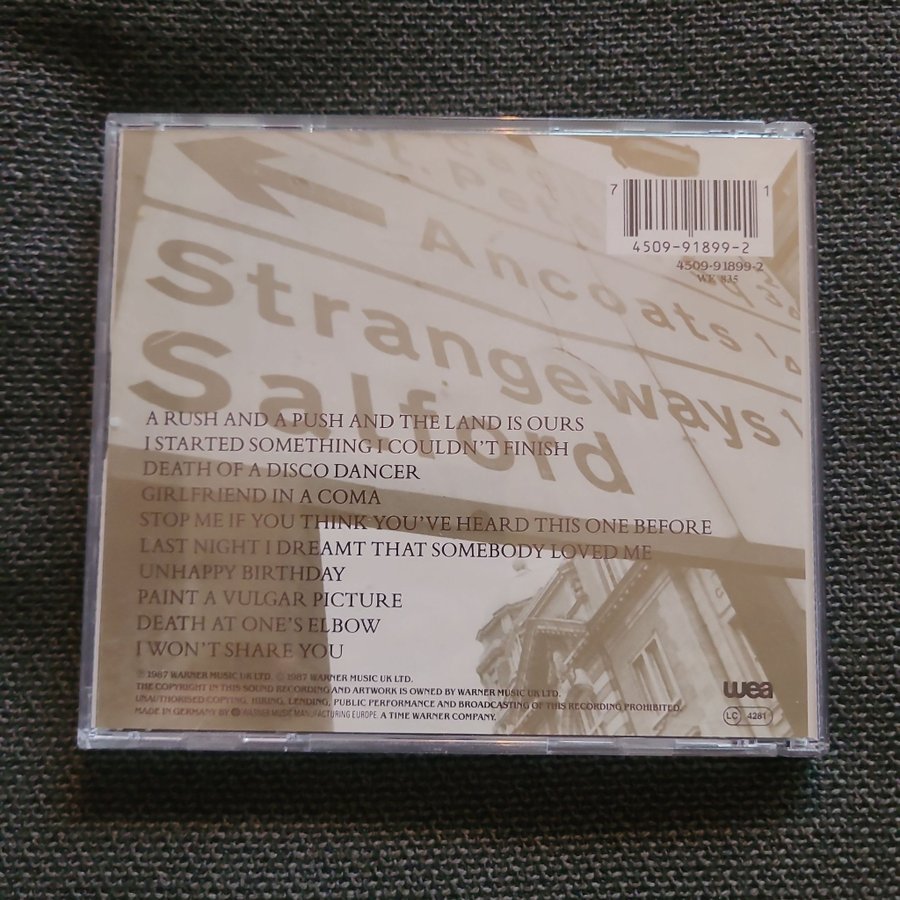 Ancoats
Strangeways
Salford
7 1
4509-91899-2
4509-91899-2
WE 835
A RUSH AND A PUSH AND THE LAND IS OURS
I STARTED SOMETHING I COULDN'T FINISH
DEATH OF A DISCO DANCER
GIRLFRIEND IN A COMA
STOP ME IF YOU THINK YOU'VE HEARD THIS ONE BEFORE
LAST NIGHT I DREAMT THAT SOMEBODY LOVED ME
UNHAPPY BIRTHDAY
PAINT A VULGAR PICTURE
DEATH AT ONE'S ELBOW
I WON'T SHARE YOU
℗ 1987 WARNER MUSIC UK LTD. © 1987 WARNER MUSIC UK LTD.
THE COPYRIGHT IN THIS SOUND RECORDING AND ARTWORK IS OWNED BY WARNER MUSIC UK LTD.
UNAUTHORISED COPYING, HIRING, LENDING, PUBLIC PERFORMANCE AND BROADCASTING OF THIS RECORDING PROHIBITED.
MADE IN GERMANY BY WARNER MUSIC MANUFACTURING EUROPE. A TIME WARNER COMPANY.
wea
LC 4281